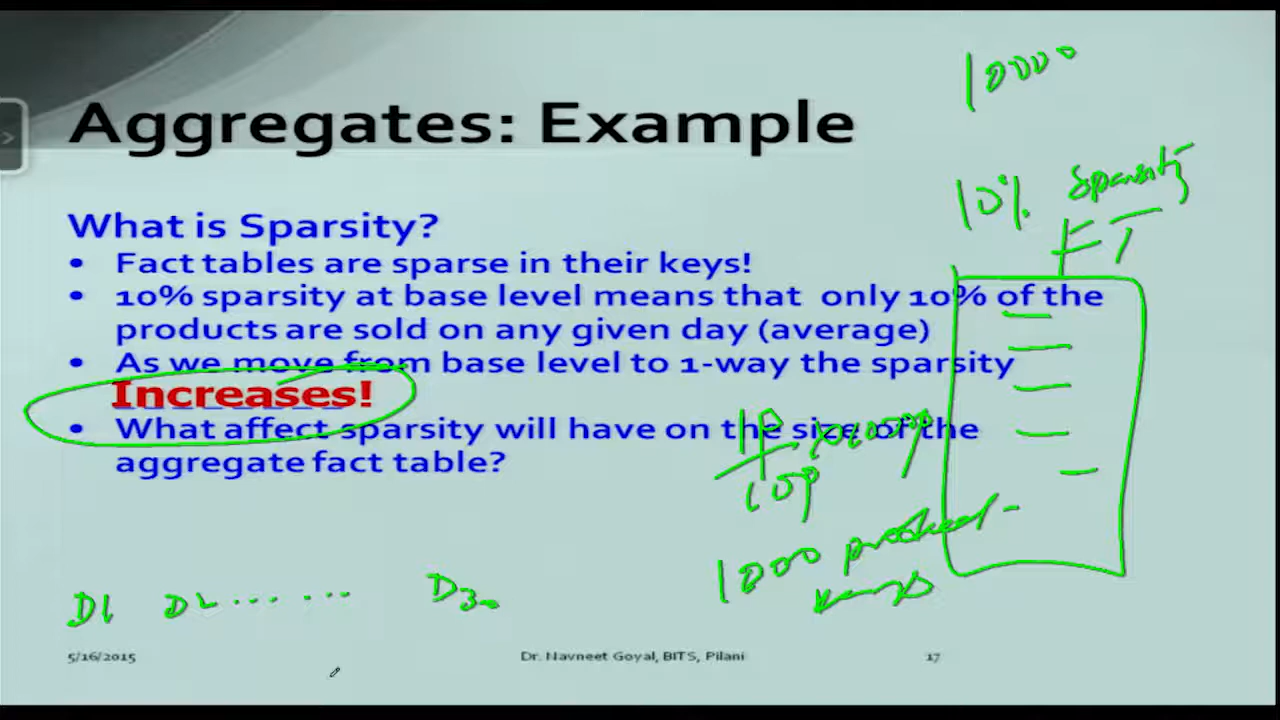 10000
Aggregates: Example
10% Sparsity
FT
What is Sparsity?
• Fact tables are sparse in their keys!
• 10% sparsity at base level means that only 10% of the
products are sold on any given day (average)
• As we move from base level to 1-way the sparsity
Increases!
• What affect sparsity will have on the size of the
aggregate fact table?
10
100
1000 product
keys
D1 D2 ... ... D30
5/16/2015
Dr. Navneet Goyal, BITS, Pilani
17